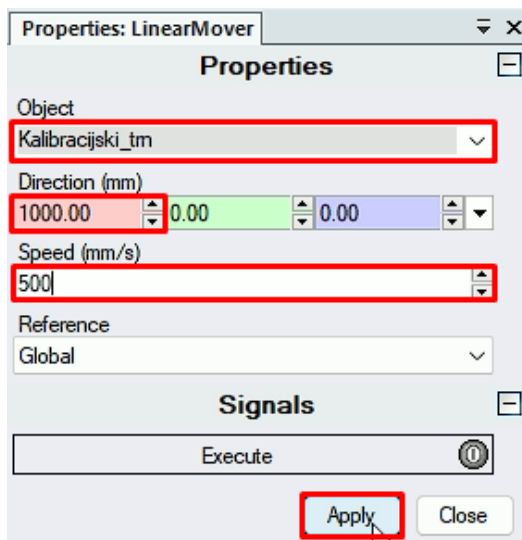 Properties: LinearMover
Properties
Object
Kalibracijski_trn
Direction (mm)
1000.00 0.00 0.00
Speed (mm/s)
500
Reference
Global
Signals
Execute
Apply Close